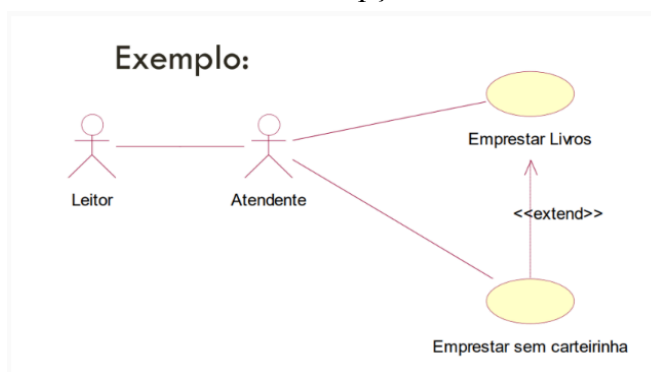 Exemplo:
Emprestar Livros
Leitor
Atendente
<<extend>>
Emprestar sem carteirinha